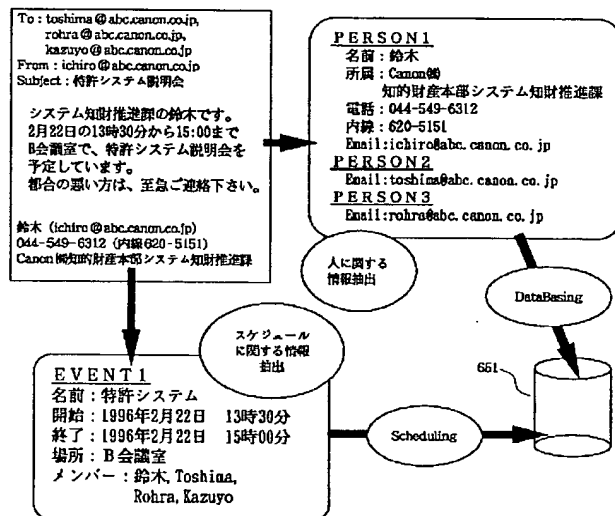 To : toshima@abc.canon.co.jp,
rohra@abc.canon.co.jp,
kazuyo@abc.canon.co.jp
From : ichiro@abc.canon.co.jp
Subject : 特許システム説明会
システム知財推進課の鈴木です。
2月22日の13時30分から15:00まで
B会議室で、特許システム説明会を
予定しています。
都合の悪い方は、至急ご連絡下さい。
鈴木 (ichiro@abc.canon.co.jp)
044-549-6312 (内線620-5151)
Canon㈱知的財産本部システム知財推進課
PERSON1
名前 : 鈴木
所属 : Canon㈱
知的財産本部システム知財推進課
電話 : 044-549-6312
内線 : 620-5151
Email:ichiro@abc.canon.co.jp
PERSON2
Email:toshima@abc.canon.co.jp
PERSON3
Email:rohra@abc.canon.co.jp
人に関する
情報抽出
DataBasing
スケジュール
に関する情報
抽出
651
EVENT1
名前 : 特許システム
開始 : 1996年2月22日 13時30分
終了 : 1996年2月22日 15時00分
場所 : B会議室
メンバー : 鈴木, Toshima,
Rohra, Kazuyo
Scheduling